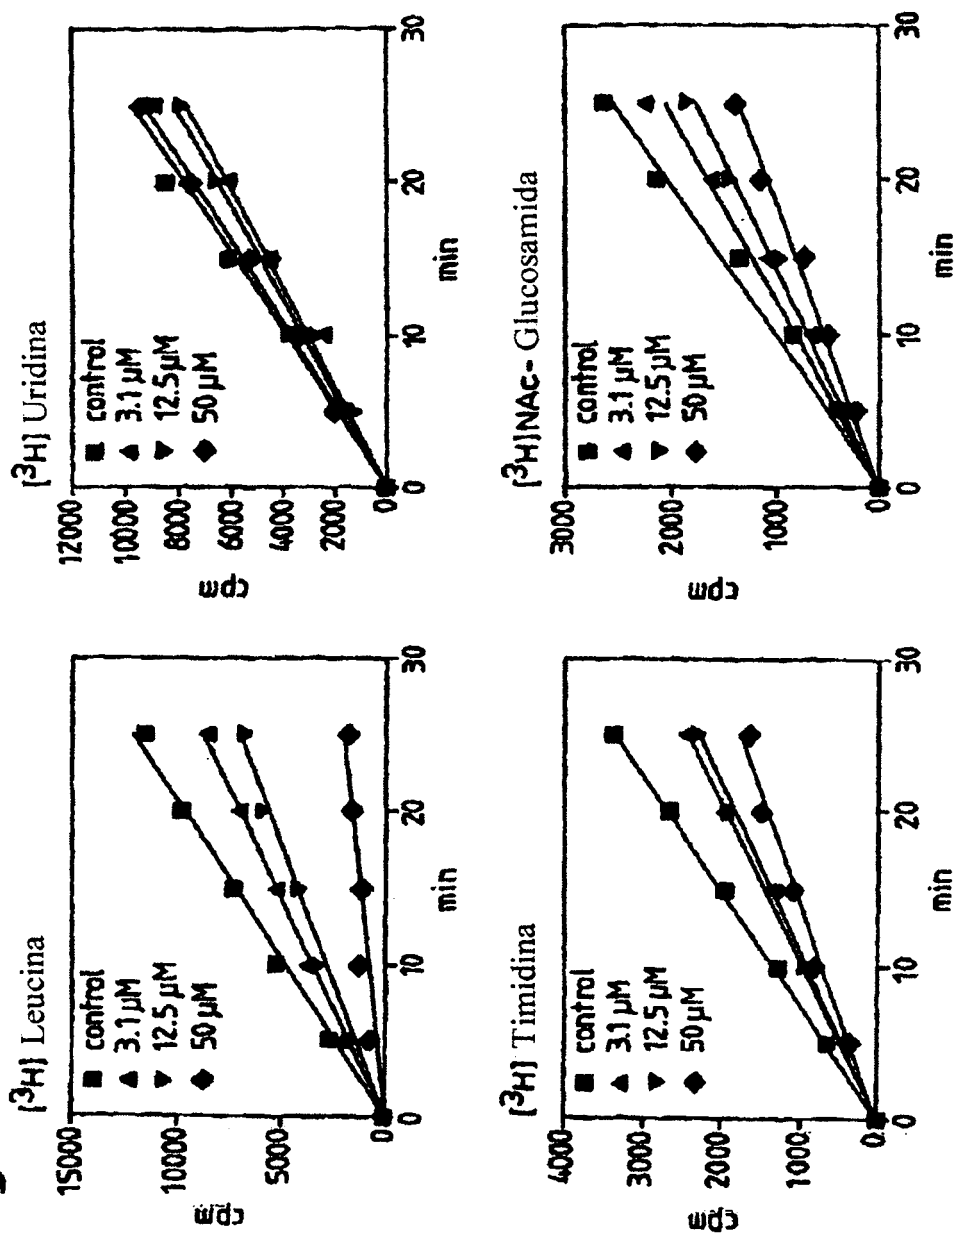 [³H] Leucina
cpm
15000
10000
5000
0
■ control
▲ 3.1 µM
▼ 12.5 µM
◆ 50 µM
0 10 20 30
min
[³H] Uridina
cpm
12000
10000
8000
6000
4000
2000
0
■ control
▲ 3.1 µM
▼ 12.5 µM
◆ 50 µM
0 10 20 30
min
[³H] Timidina
cpm
4000
3000
2000
1000
0
■ control
▲ 3.1 µM
▼ 12.5 µM
◆ 50 µM
0 10 20 30
min
[³H]NAc- Glucosamida
cpm
3000
2000
1000
0
■ control
▲ 3.1 µM
▼ 12.5 µM
◆ 50 µM
0 10 20 30
min